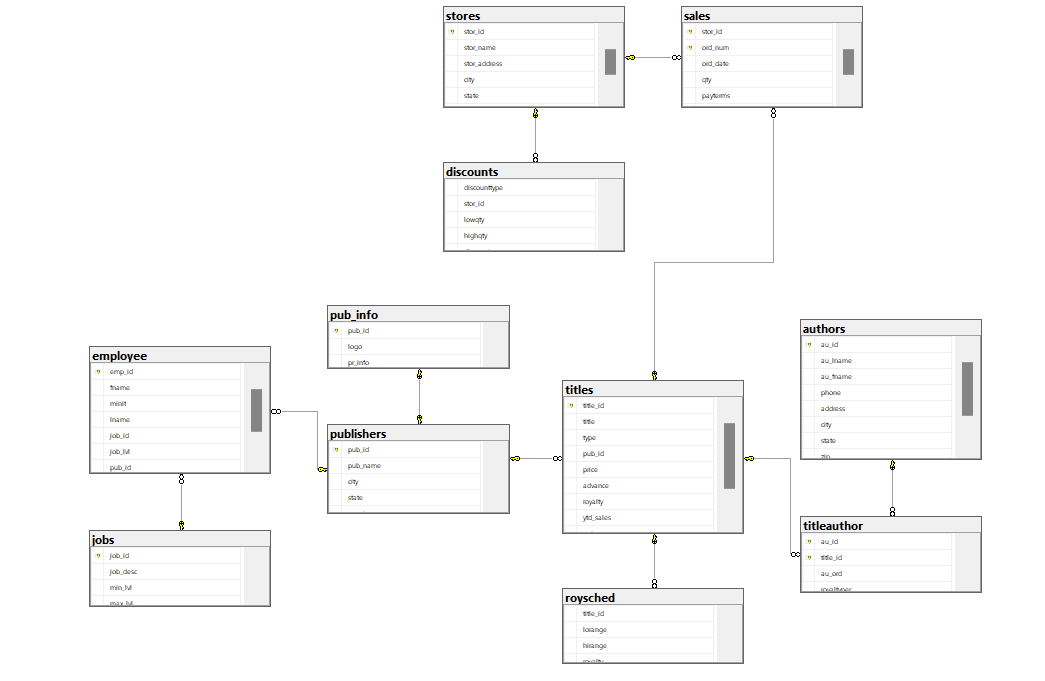 stores
stor_id
stor_name
stor_address
city
state
sales
stor_id
ord_num
ord_date
qty
payterms
discounts
discounttype
stor_id
lowqty
highqty
pub_info
pub_id
logo
pr_info
authors
au_id
au_lname
au_fname
phone
address
city
state
zip
employee
emp_id
fname
minit
lname
job_id
job_lvl
pub_id
titles
title_id
title
type
pub_id
price
advance
royalty
ytd_sales
publishers
pub_id
pub_name
city
state
jobs
job_id
job_desc
min_lvl
max_lvl
titleauthor
au_id
title_id
au_ord
royaltyper
roysched
title_id
lorange
hirange
royalty